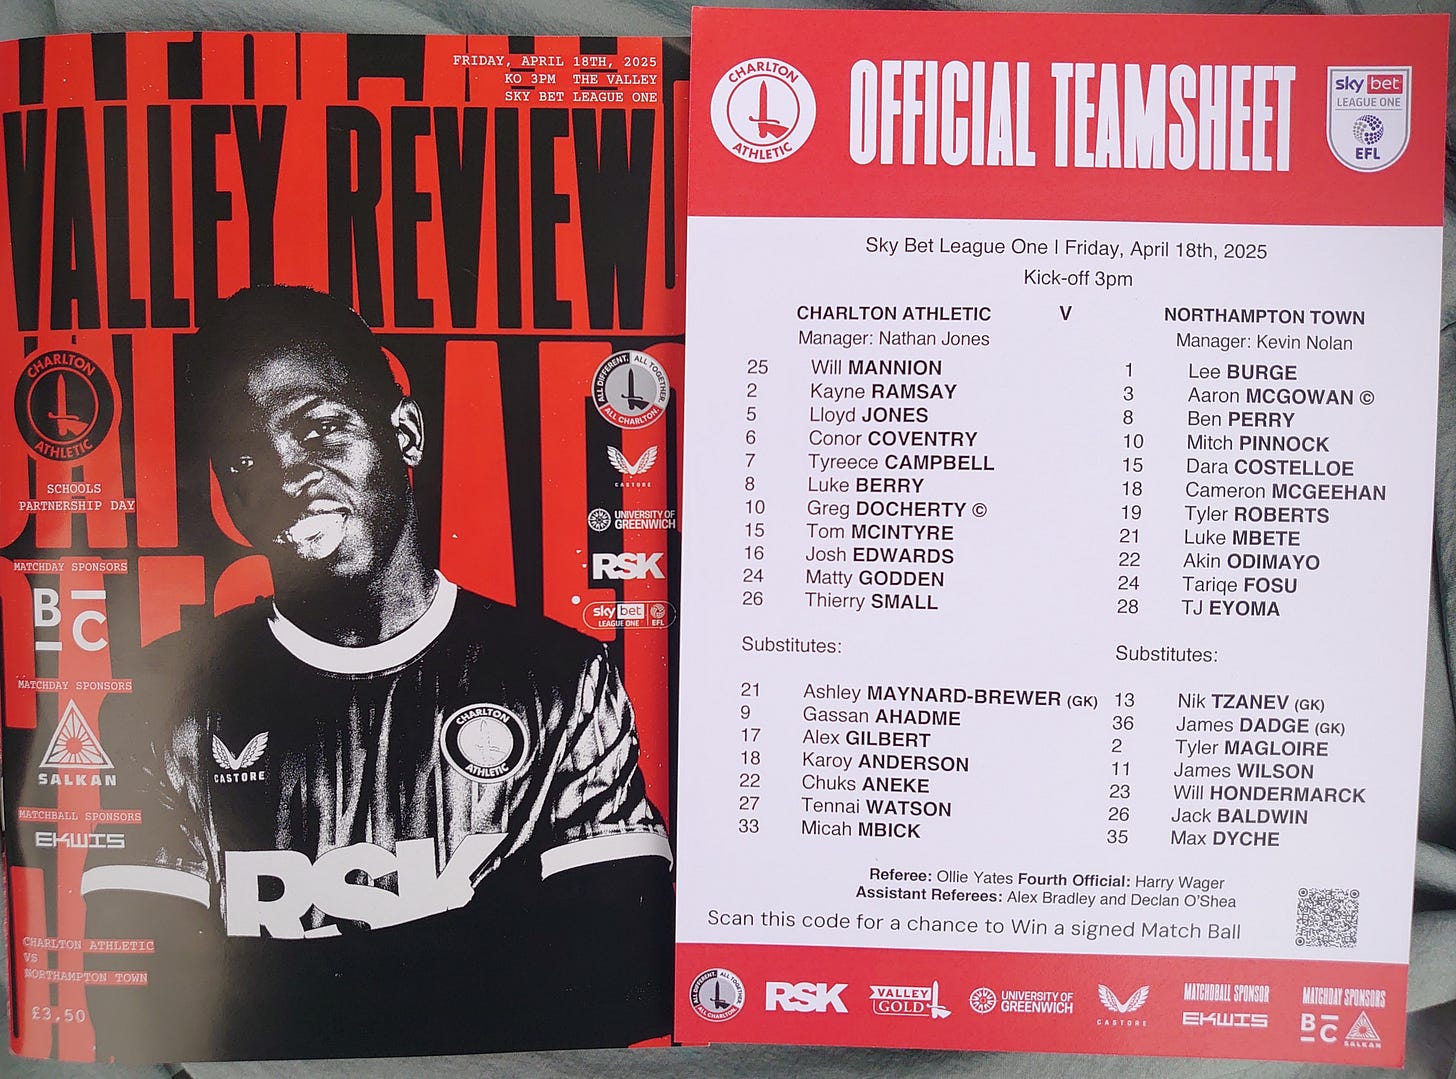 FRIDAY, APRIL 18TH, 2025
KO 3PM THE VALLEY
SKY BET LEAGUE ONE
VALLEY REVIEW
CHARLTON
ATHLETIC
SCHOOLS
PARTNERSHIP DAY
MATCHDAY SPONSORS
B C
MATCHDAY SPONSORS
SALKAN
MATCHBALL SPONSORS
EKWIS
CHARLTON ATHLETIC
VS
NORTHAMPTON TOWN
£3.50
ALL DIFFERENT. ALL TOGETHER.
ALL CHARLTON.
CASTORE
UNIVERSITY OF
GREENWICH
RSK
sky bet
LEAGUE ONE EFL
CASTORE
CHARLTON
ATHLETIC
RSK
CHARLTON
ATHLETIC
OFFICIAL TEAMSHEET
sky bet
LEAGUE ONE
EFL
Sky Bet League One I Friday, April 18th, 2025
Kick-off 3pm
CHARLTON ATHLETIC V NORTHAMPTON TOWN
Manager: Nathan Jones Manager: Kevin Nolan
25 Will MANNION 1 Lee BURGE
2 Kayne RAMSAY 3 Aaron MCGOWAN ©
5 Lloyd JONES 8 Ben PERRY
6 Conor COVENTRY 10 Mitch PINNOCK
7 Tyreece CAMPBELL 15 Dara COSTELLOE
8 Luke BERRY 18 Cameron MCGEEHAN
10 Greg DOCHERTY © 19 Tyler ROBERTS
15 Tom MCINTYRE 21 Luke MBETE
16 Josh EDWARDS 22 Akin ODIMAYO
24 Matty GODDEN 24 Tariqe FOSU
26 Thierry SMALL 28 TJ EYOMA
Substitutes: Substitutes:
21 Ashley MAYNARD-BREWER (GK) 13 Nik TZANEV (GK)
9 Gassan AHADME 36 James DADGE (GK)
17 Alex GILBERT 2 Tyler MAGLOIRE
18 Karoy ANDERSON 11 James WILSON
22 Chuks ANEKE 23 Will HONDERMARCK
27 Tennai WATSON 26 Jack BALDWIN
33 Micah MBICK 35 Max DYCHE
Referee: Ollie Yates Fourth Official: Harry Wager
Assistant Referees: Alex Bradley and Declan O'Shea
Scan this code for a chance to Win a signed Match Ball
ALL DIFFERENT. ALL TOGETHER.
ALL CHARLTON.
RSK
VALLEY
GOLD
UNIVERSITY OF
GREENWICH
CASTORE
MATCHBALL SPONSOR
EKWIS
MATCHDAY SPONSORS
B C
SALKAN